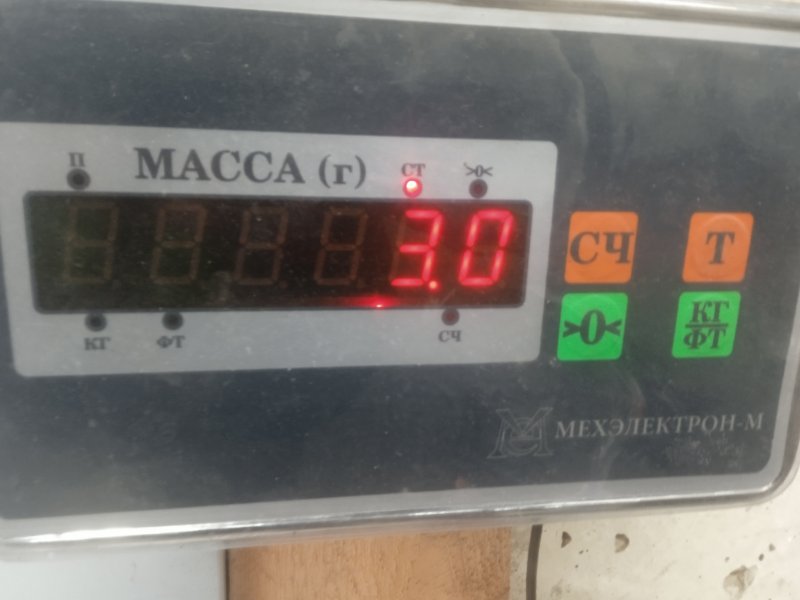 П МАССА (г) СТ >0<
3.0
КГ ФТ СЧ
СЧ Т
>0< КГ/ФТ
МЕХЭЛЕКТРОН-М